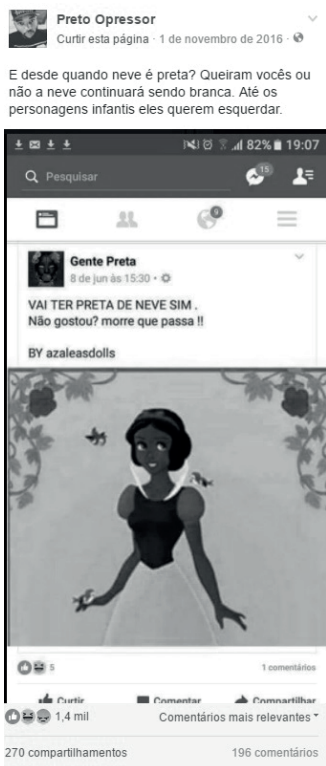 Preto Opressor
Curtir esta página · 1 de novembro de 2016 ·
E desde quando neve é preta? Queiram vocês ou
não a neve continuará sendo branca. Até os
personagens infantis eles querem esquerdar.
82% 19:07
Pesquisar
15
9
Gente Preta
8 de jun às 15:30 ·
VAI TER PRETA DE NEVE SIM .
Não gostou? morre que passa !!
BY azaleasdolls
5 1 comentários
Curtir Comentar Compartilhar
1,4 mil Comentários mais relevantes
270 compartilhamentos 196 comentários